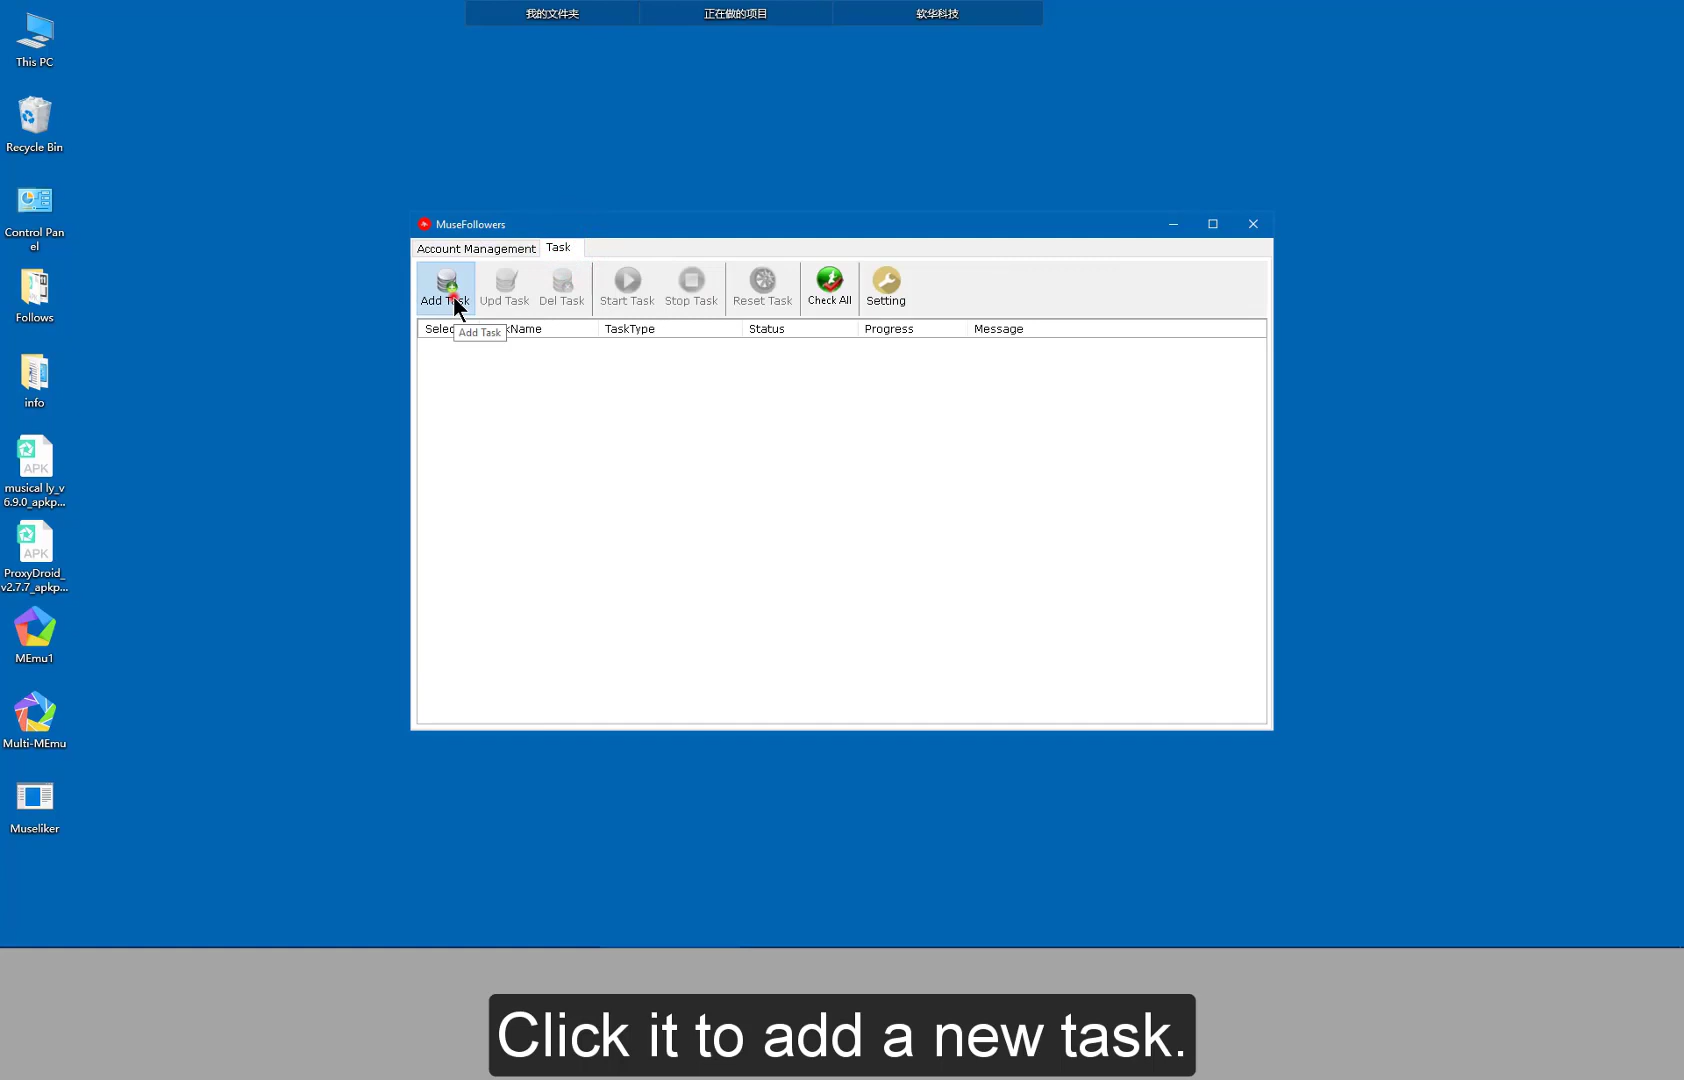 我的文件夹 正在做的项目 软华科技
This PC
Recycle Bin
Control Pan
el
Follows
info
APK
musical ly_v
6.9.0_apkp...
APK
ProxyDroid_
v2.7.7_apkp...
MEmu1
Multi-MEmu
Museliker
MuseFollowers
Account Management Task
Add Task Upd Task Del Task Start Task Stop Task Reset Task Check All Setting
Selec kName TaskType Status Progress Message
Add Task
Click it to add a new task.